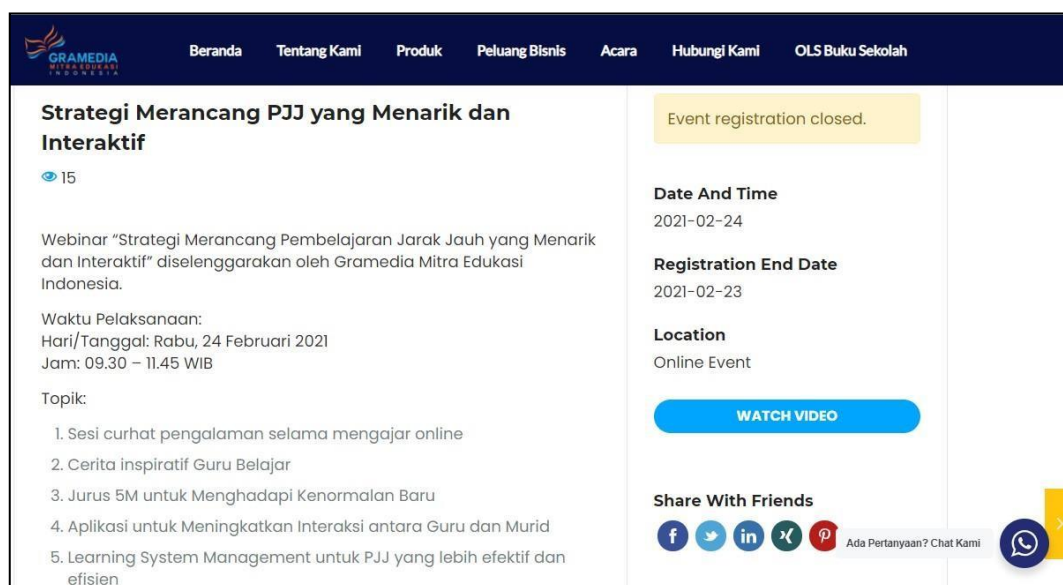 GRAMEDIA
MITRA EDUKASI
INDONESIA
Beranda
Tentang Kami
Produk
Peluang Bisnis
Acara
Hubungi Kami
OLS Buku Sekolah
Strategi Merancang PJJ yang Menarik dan
Interaktif
15
Webinar “Strategi Merancang Pembelajaran Jarak Jauh yang Menarik
dan Interaktif” diselenggarakan oleh Gramedia Mitra Edukasi
Indonesia.
Waktu Pelaksanaan:
Hari/Tanggal: Rabu, 24 Februari 2021
Jam: 09.30 – 11.45 WIB
Topik:
1. Sesi curhat pengalaman selama mengajar online
2. Cerita inspiratif Guru Belajar
3. Jurus 5M untuk Menghadapi Kenormalan Baru
4. Aplikasi untuk Meningkatkan Interaksi antara Guru dan Murid
5. Learning System Management untuk PJJ yang lebih efektif dan
efisien
Event registration closed.
Date And Time
2021-02-24
Registration End Date
2021-02-23
Location
Online Event
WATCH VIDEO
Share With Friends
Ada Pertanyaan? Chat Kami